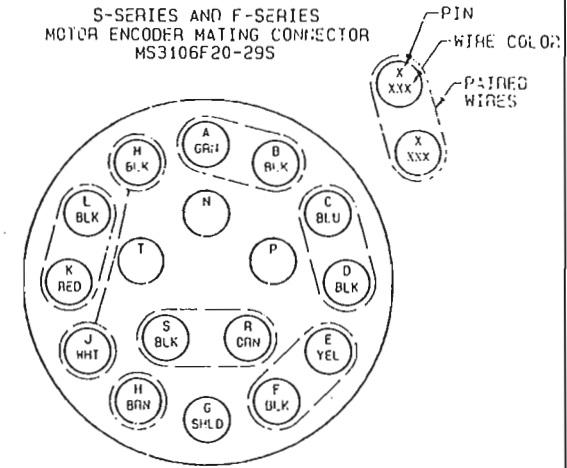 S-SERIES AND F-SERIES
MOTOR ENCODER MATING CONNECTOR
MS3106F20-29S
PIN
WIRE COLOR
PAIRED
WIRES
X
XXX
X
XXX
A
GRN
B
BLK
M
BLK
L
BLK
N
C
BLU
T
P
K
RED
D
BLK
J
WHT
S
BLK
R
E
YEL
H
BRN
F
BLK
G
SHLD